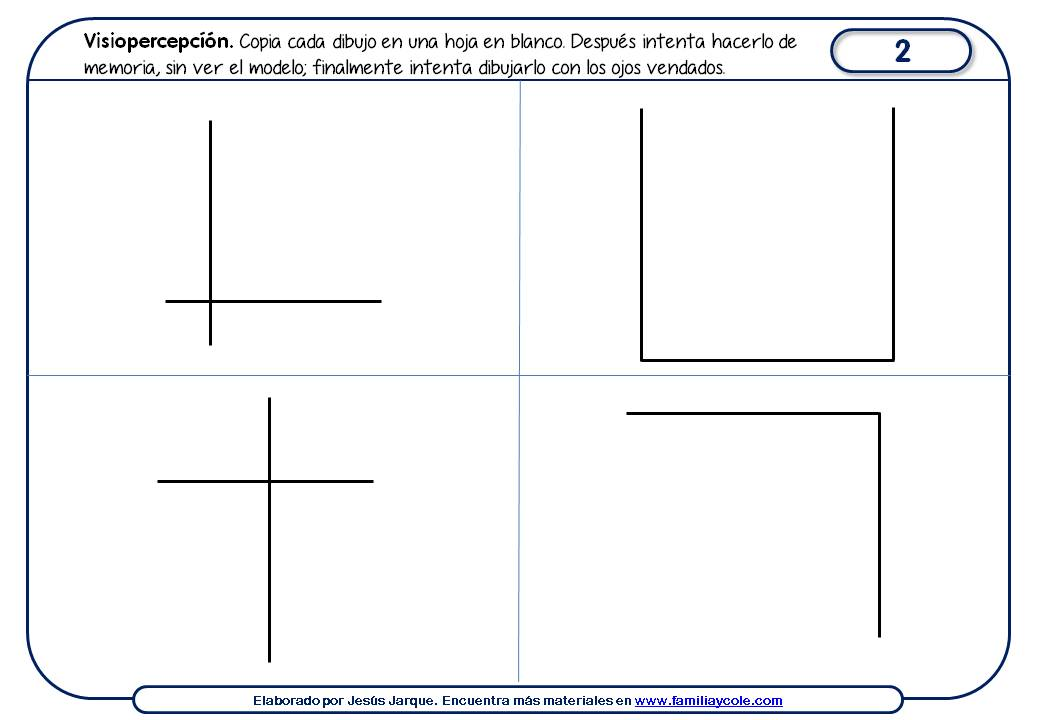 Visiopercepción. Copia cada dibujo en una hoja en blanco. Después intenta hacerlo de
memoria, sin ver el modelo; finalmente intenta dibujarlo con los ojos vendados.
2
Elaborado por Jesús Jarque. Encuentra más materiales en www.familiaycole.com